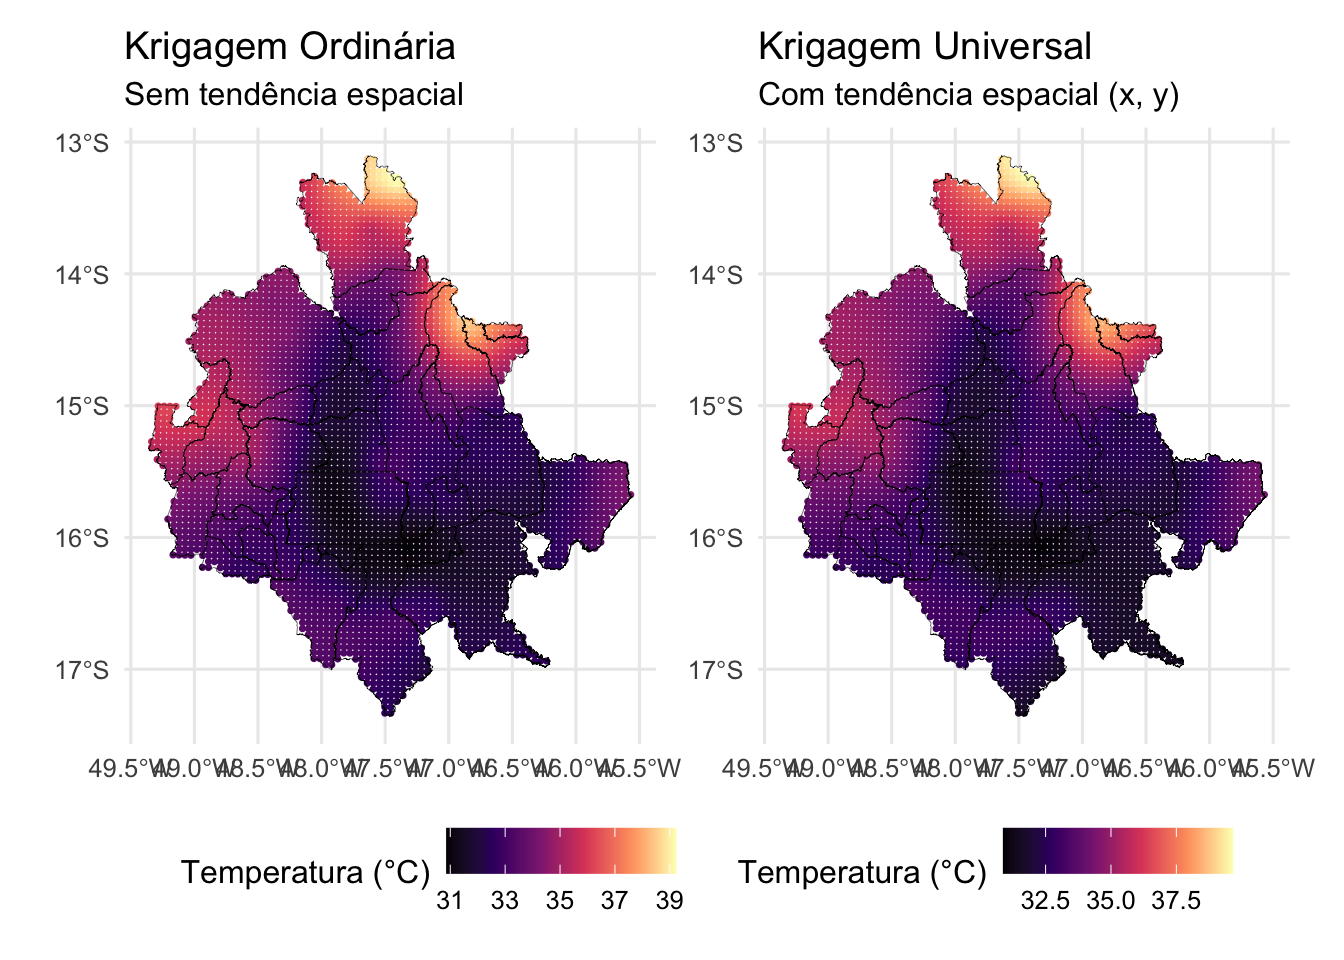 Krigagem Ordinária
Sem tendência espacial
13°S
14°S
15°S
16°S
17°S
49.5°W 49.0°W 48.5°W 48.0°W 47.5°W 47.0°W 46.5°W 46.0°W 45.5°W
Temperatura (°C)
31 33 35 37 39
Krigagem Universal
Com tendência espacial (x, y)
13°S
14°S
15°S
16°S
17°S
49.5°W 49.0°W 48.5°W 48.0°W 47.5°W 47.0°W 46.5°W 46.0°W 45.5°W
Temperatura (°C)
32.5 35.0 37.5